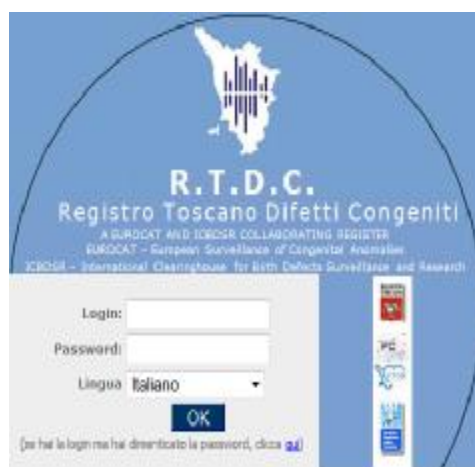 R.T.D.C.
Registro Toscano Difetti Congeniti
A EUROCAT AND ICBDSR COLLABORATING REGISTER
EUROCAT – European Surveillance of Congenital Anomalies
ICBDSR – International Clearinghouse for Birth Defects Surveillance and Research
Login:
Password:
Lingua Italiano
OK
(se hai la login ma hai dimenticato la password, clicca qui)